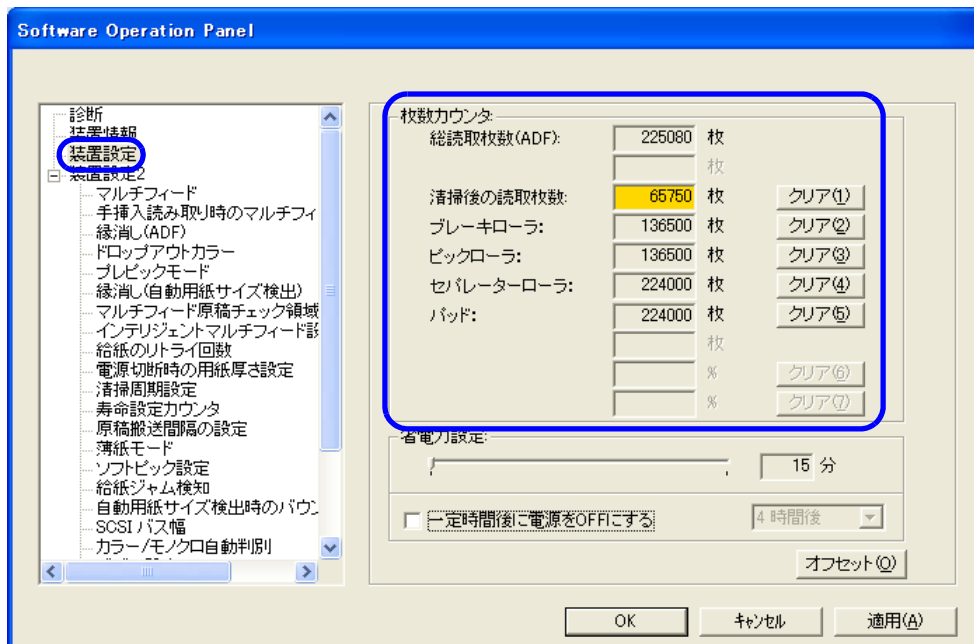 Software Operation Panel
診断
装置情報
装置設定
装置設定2
マルチフィード
手挿入読み取り時のマルチフィ
縁消し(ADF)
ドロップアウトカラー
プレピックモード
縁消し(自動用紙サイズ検出)
マルチフィード原稿チェック領域
インテリジェントマルチフィード設
給紙のリトライ回数
電源切断時の用紙厚さ設定
清掃周期設定
寿命設定カウンタ
原稿搬送間隔の設定
薄紙モード
ソフトピック設定
給紙ジャム検知
自動用紙サイズ検出時のバウン
SCSI バス幅
カラー/モノクロ自動判別
枚数カウンタ:
総読取枚数(ADF): 225080 枚
枚
清掃後の読取枚数: 65750 枚 クリア(1)
ブレーキローラ: 136500 枚 クリア(2)
ピックローラ: 136500 枚 クリア(3)
セパレーターローラ: 224000 枚 クリア(4)
パッド: 224000 枚 クリア(5)
枚
% クリア(6)
% クリア(7)
省電力設定:
15 分
一定時間後に電源をOFFにする 4 時間後
オフセット(O)
OK キャンセル 適用(A)